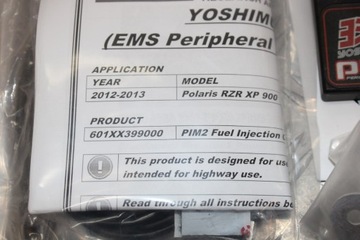 YOSHIM
(EMS Peripheral
APPLICATION
YEAR MODEL
2012-2013 Polaris RZR XP 900
PRODUCT
601XX399000 PIM2 Fuel Injection
This product is designed for use
intended for highway use.
Read through all instructions be